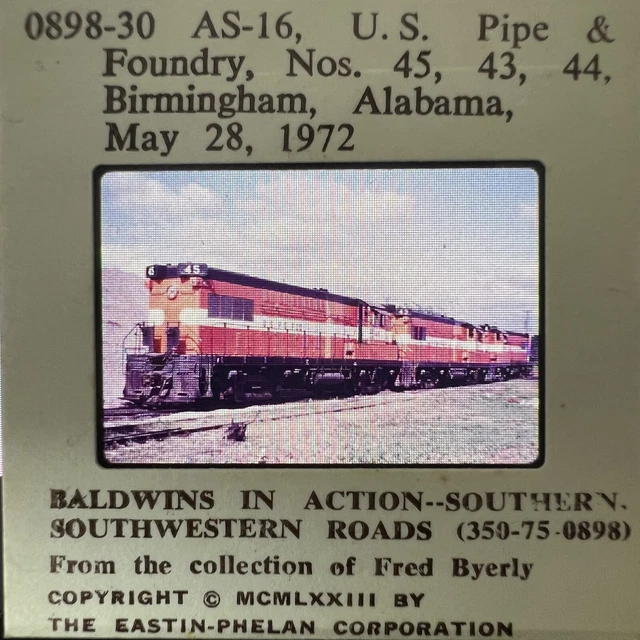 0898-30 AS-16, U.S. Pipe &
Foundry, Nos. 45, 43, 44,
Birmingham, Alabama,
May 28, 1972
45
BALDWINS IN ACTION--SOUTHERN,
SOUTHWESTERN ROADS (350-75-0898)
From the collection of Fred Byerly
COPYRIGHT © MCMLXXIII BY
THE EASTIN-PHELAN CORPORATION